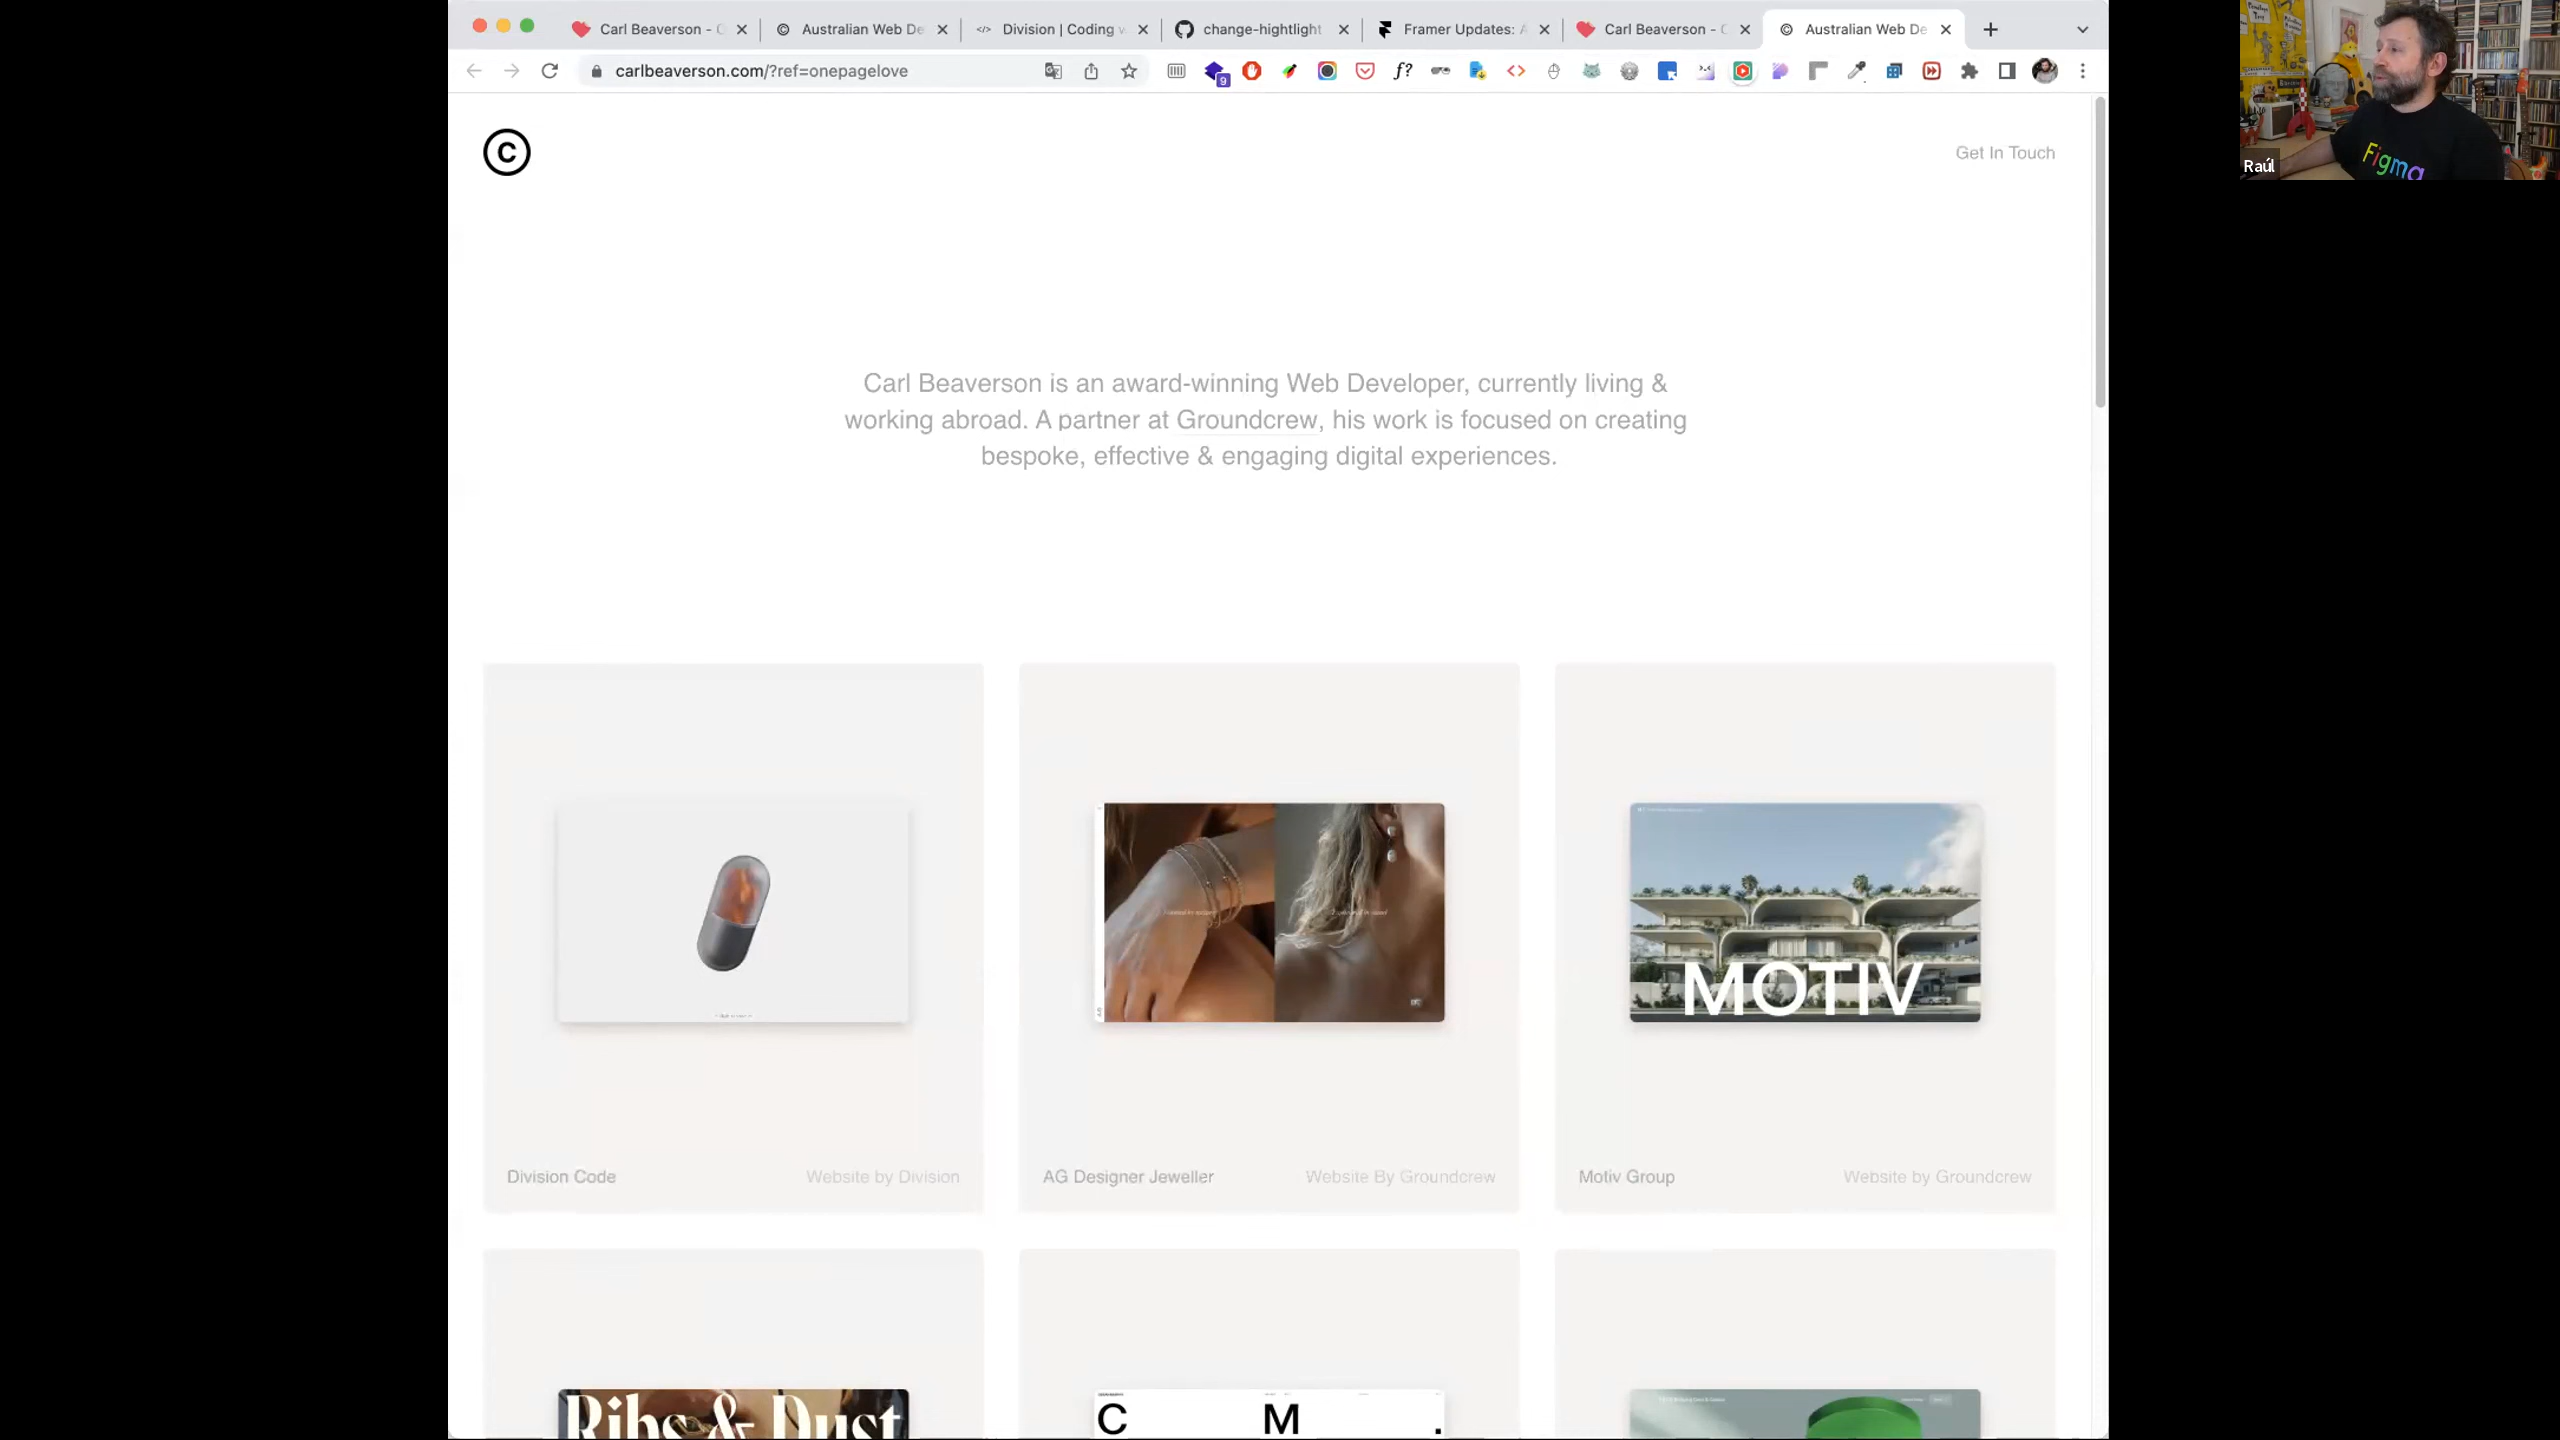 Carl Beaverson - C
Australian Web De
Division | Coding w
change-hightlight
Framer Updates: A
Carl Beaverson - C
Australian Web De
carlbeaverson.com/?ref=onepagelove
9
f?
Raúl
Figma
©
Get In Touch
Carl Beaverson is an award-winning Web Developer, currently living &
working abroad. A partner at Groundcrew, his work is focused on creating
bespoke, effective & engaging digital experiences.
MOTIV
Division Code
Website by Division
AG Designer Jeweller
Website By Groundcrew
Motiv Group
Website by Groundcrew
Ribs & Dust
C M .